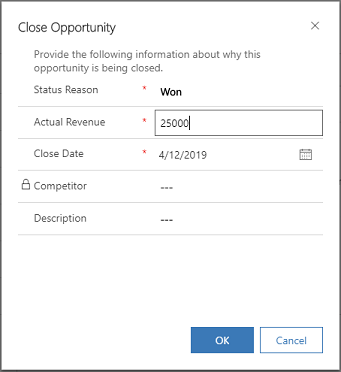 Close Opportunity
Provide the following information about why this
opportunity is being closed.
Status Reason * Won
Actual Revenue * 25000
Close Date * 4/12/2019
Competitor ---
Description ---
OK Cancel